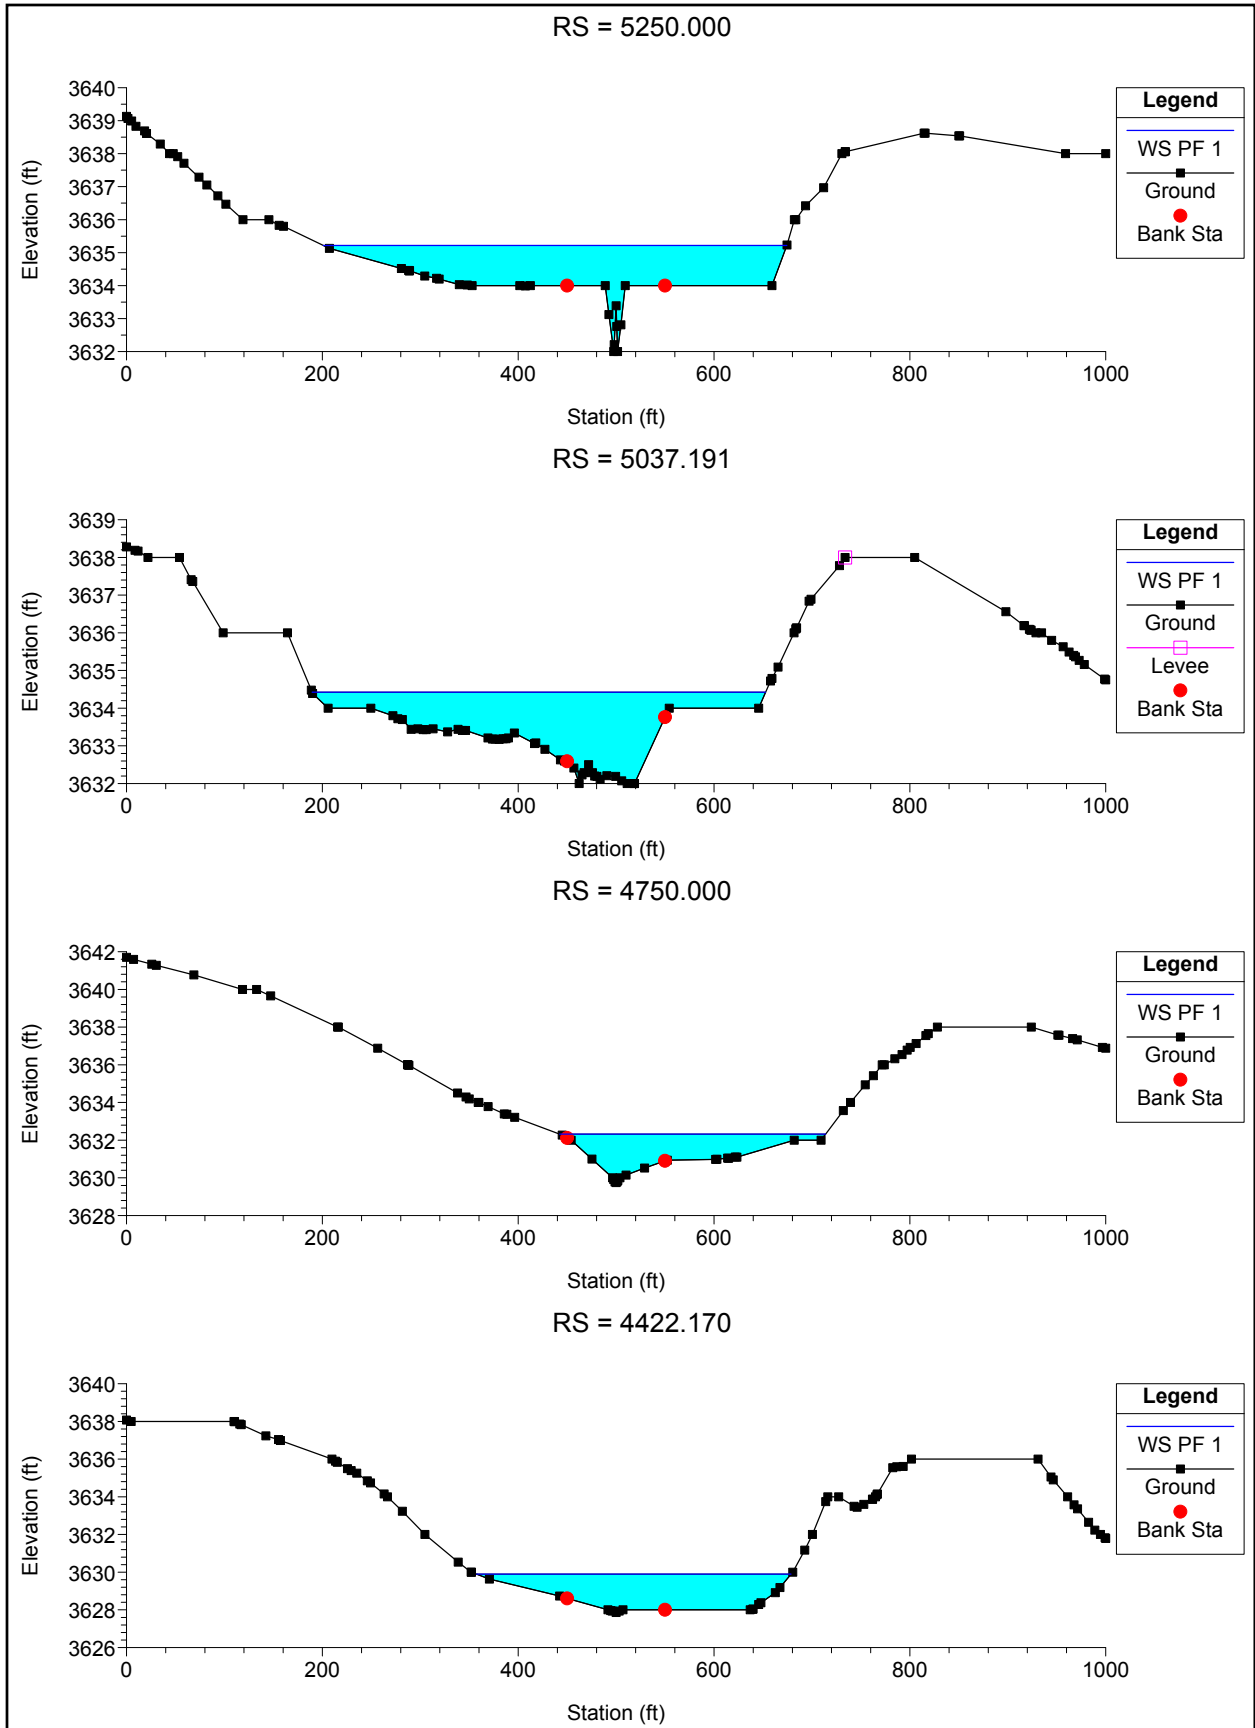 RS = 5250.000
Elevation (ft)
3640
3639
3638
3637
3636
3635
3634
3633
3632
0 200 400 600 800 1000
Station (ft)
Legend
WS PF 1
Ground
Bank Sta
RS = 5037.191
Elevation (ft)
3639
3638
3637
3636
3635
3634
3633
3632
0 200 400 600 800 1000
Station (ft)
Legend
WS PF 1
Ground
Levee
Bank Sta
RS = 4750.000
Elevation (ft)
3642
3640
3638
3636
3634
3632
3630
3628
0 200 400 600 800 1000
Station (ft)
Legend
WS PF 1
Ground
Bank Sta
RS = 4422.170
Elevation (ft)
3640
3638
3636
3634
3632
3630
3628
3626
0 200 400 600 800 1000
Station (ft)
Legend
WS PF 1
Ground
Bank Sta